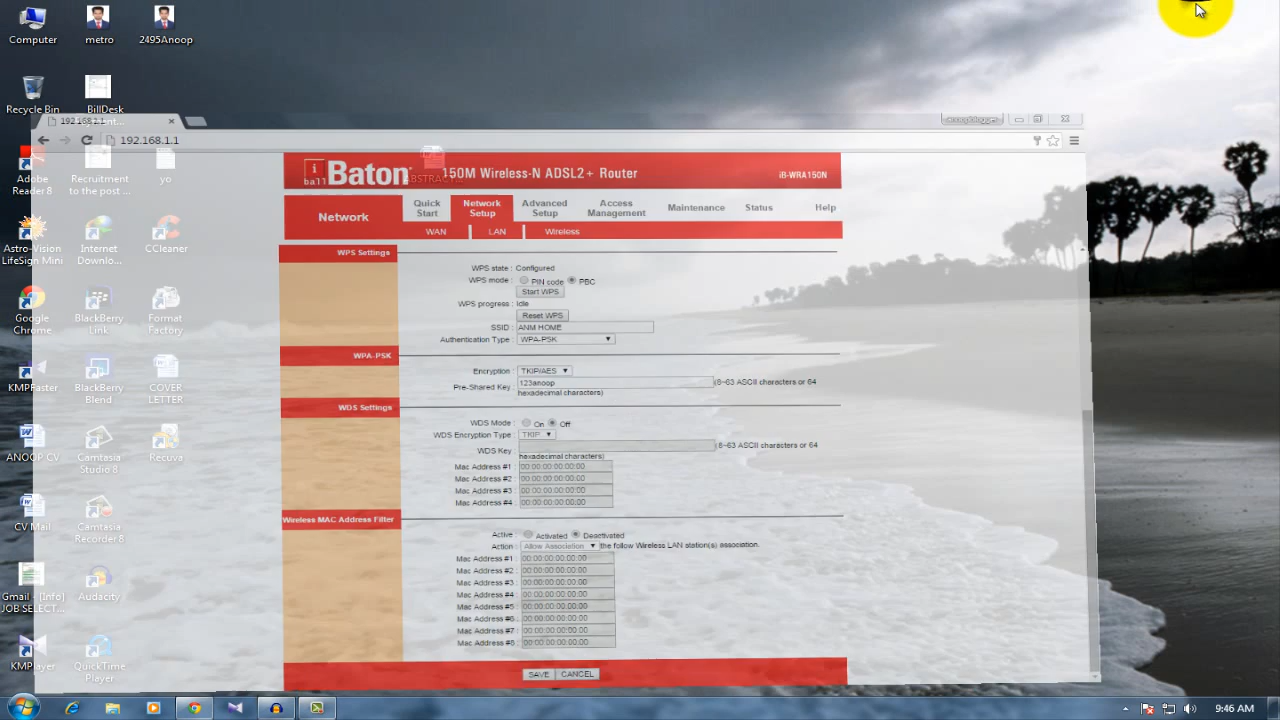 Computer
metro
2495Anoop
Recycle Bin
BillDesk
192.168.1.1
192.168.1.1
Adobe Reader 8
Recruitment to the post ...
yo
Astro-Vision LifeSign Mini
Internet Downlo...
CCleaner
Google Chrome
BlackBerry Link
Format Factory
KMPFaster
BlackBerry Blend
COVER LETTER
ANOOP CV
Camtasia Studio 8
Recuva
CV Mail
Camtasia Recorder 8
Gmail - [Info] JOB SELECT...
Audacity
KMPlayer
QuickTime Player
i ball Baton
150M Wireless-N ADSL2+ Router
iB-WRA150N
Network
Quick Start
Network Setup
Advanced Setup
Access Management
Maintenance
Status
Help
WAN
LAN
Wireless
WPS Settings
WPS state : Configured
WPS mode : PIN code PBC
Start WPS
WPS progress : Idle
Reset WPS
SSID : ANM HOME
Authentication Type : WPA-PSK
WPA-PSK
Encryption : TKIP/AES
Pre-Shared Key : 123anoop (8~63 ASCII characters or 64
hexadecimal characters)
WDS Settings
WDS Mode : On Off
WDS Encryption Type : TKIP
WDS Key : (8~63 ASCII characters or 64
hexadecimal characters)
Mac Address #1 : 00:00:00:00:00:00
Mac Address #2 : 00:00:00:00:00:00
Mac Address #3 : 00:00:00:00:00:00
Mac Address #4 : 00:00:00:00:00:00
Wireless MAC Address Filter
Active : Activated Deactivated
Action : Allow Association the follow Wireless LAN station(s) association.
Mac Address #1 : 00:00:00:00:00:00
Mac Address #2 : 00:00:00:00:00:00
Mac Address #3 : 00:00:00:00:00:00
Mac Address #4 : 00:00:00:00:00:00
Mac Address #5 : 00:00:00:00:00:00
Mac Address #6 : 00:00:00:00:00:00
Mac Address #7 : 00:00:00:00:00:00
Mac Address #8 : 00:00:00:00:00:00
SAVE
CANCEL
9:46 AM